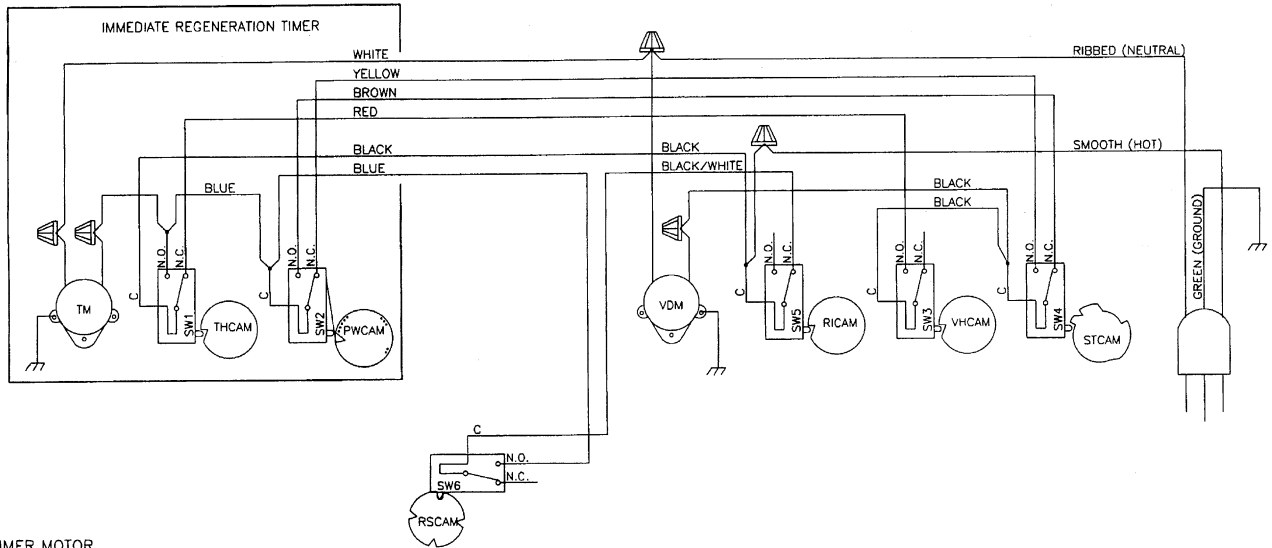 IMMEDIATE REGENERATION TIMER
WHITE
RIBBED (NEUTRAL)
YELLOW
BROWN
RED
BLACK
BLACK
SMOOTH (HOT)
BLUE
BLACK/WHITE
BLUE
BLACK
BLACK
GREEN (GROUND)
N.O.
N.C.
N.O.
N.C.
N.O.
N.C.
N.O.
N.C.
N.O.
N.C.
C
C
C
C
C
TM
SW1
THCAM
SW2
PWCAM
VDM
SW5
RICAM
SW3
VHCAM
SW4
STCAM
C
N.O.
N.C.
SW6
RSCAM
TIMER MOTOR